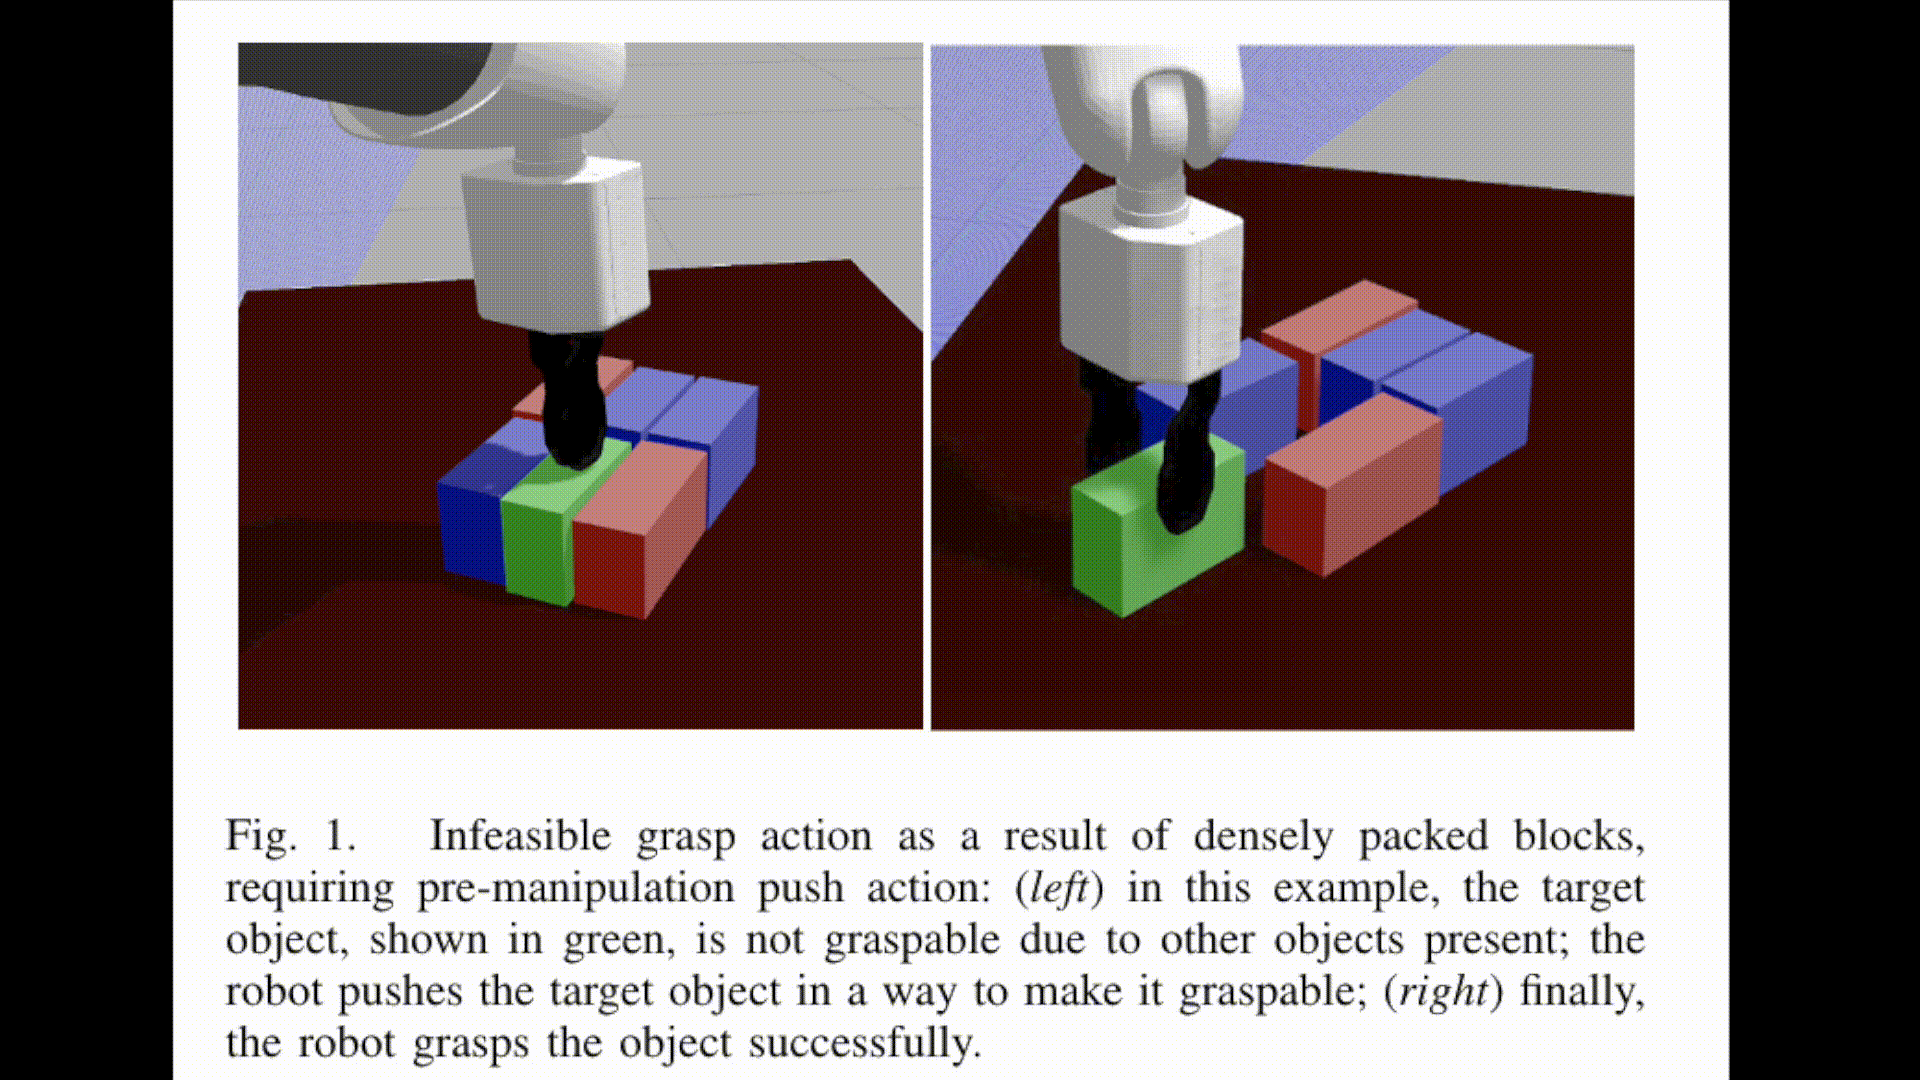 Fig. 1. Infeasible grasp action as a result of densely packed blocks,
requiring pre-manipulation push action: (left) in this example, the target
object, shown in green, is not graspable due to other objects present; the
robot pushes the target object in a way to make it graspable; (right) finally,
the robot grasps the object successfully.